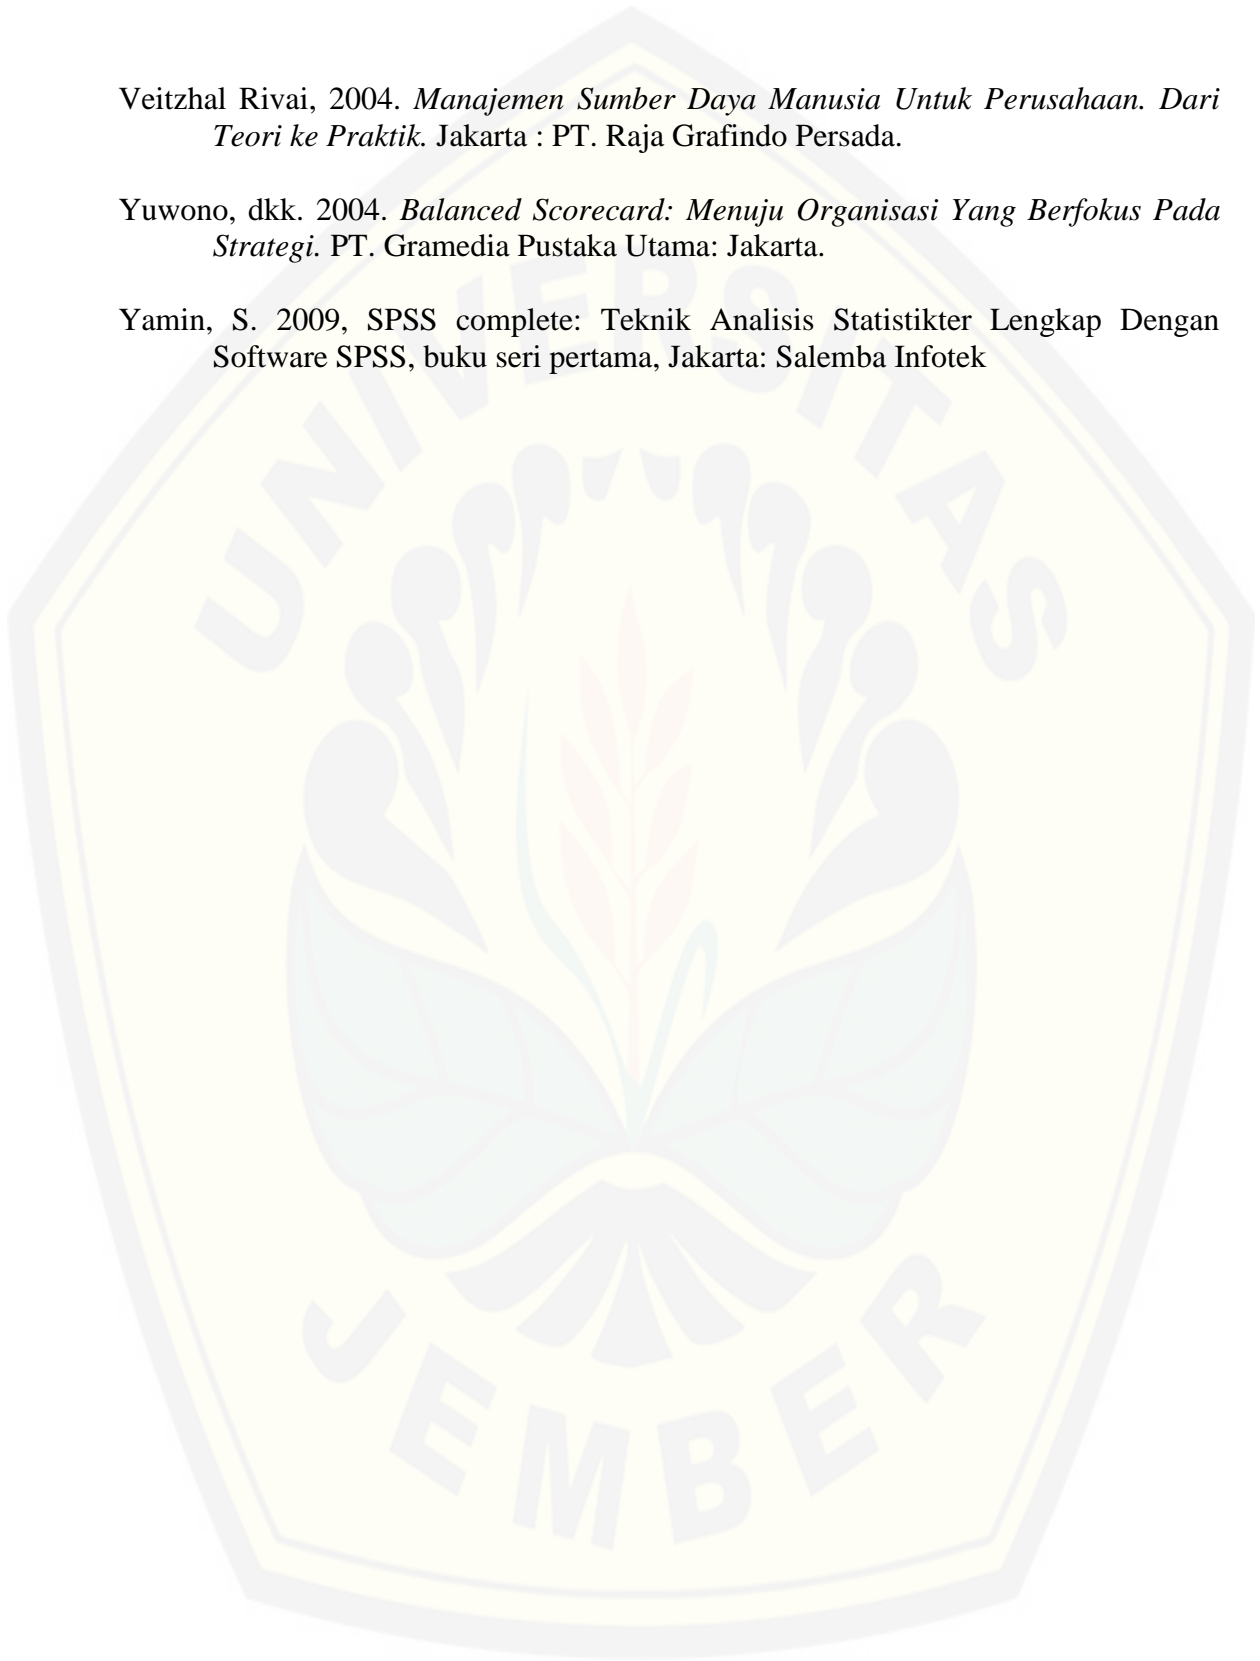 Veitzhal Rivai, 2004. Manajemen Sumber Daya Manusia Untuk Perusahaan. Dari
Teori ke Praktik. Jakarta : PT. Raja Grafindo Persada.
Yuwono, dkk. 2004. Balanced Scorecard: Menuju Organisasi Yang Berfokus Pada
Strategi. PT. Gramedia Pustaka Utama: Jakarta.
Yamin, S. 2009, SPSS complete: Teknik Analisis Statistikter Lengkap Dengan
Software SPSS, buku seri pertama, Jakarta: Salemba Infotek
UNIVERSITAS
JEMBER